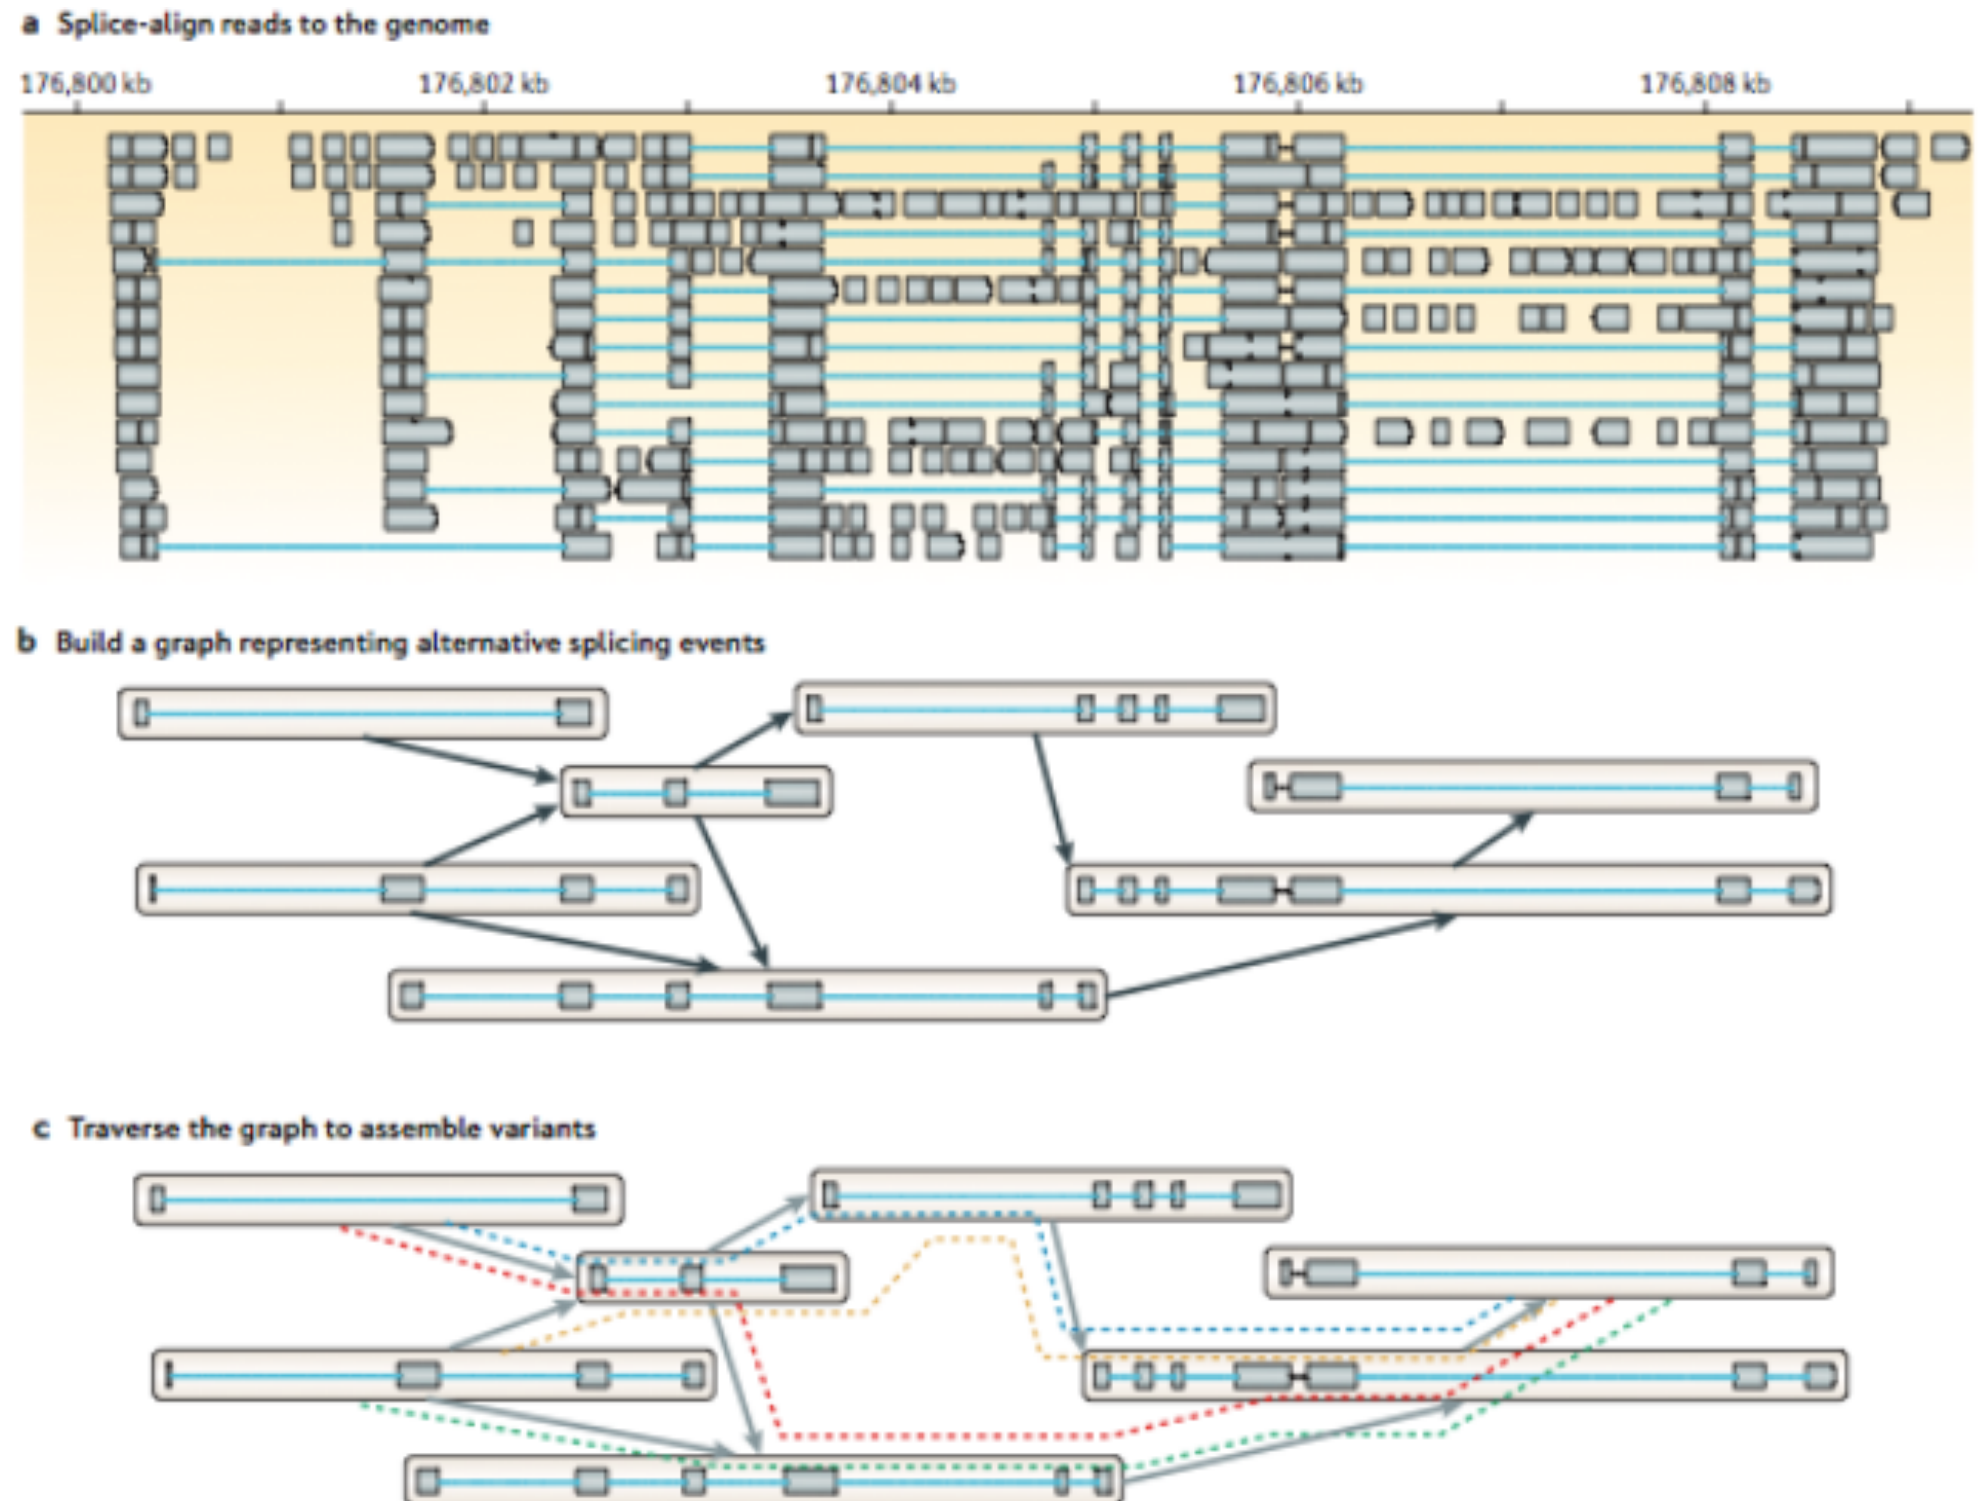 a Splice-align reads to the genome
176,800 kb 176,802 kb 176,804 kb 176,806 kb 176,808 kb
b Build a graph representing alternative splicing events
c Traverse the graph to assemble variants